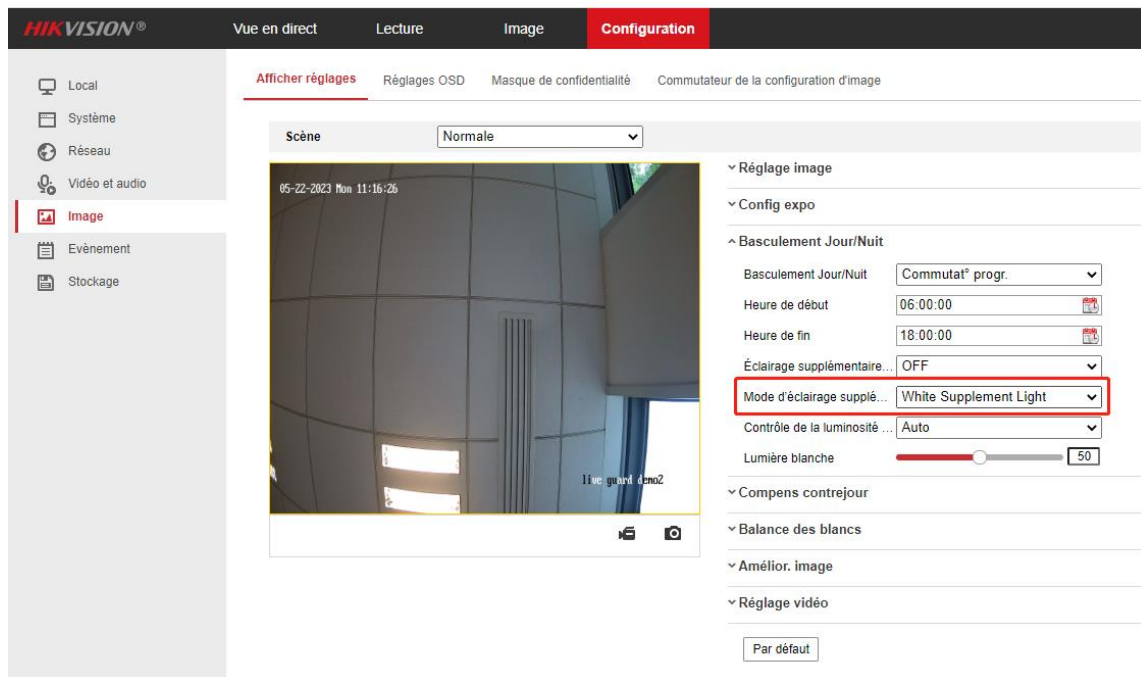 HIKVISION®
Vue en direct
Lecture
Image
Configuration
Local
Système
Réseau
Vidéo et audio
Image
Evènement
Stockage
Afficher réglages
Réglages OSD
Masque de confidentialité
Commutateur de la configuration d'image
Scène
Normale
05-22-2023 Mon 11:16:26
live guard demo2
Réglage image
Config expo
Basculement Jour/Nuit
Basculement Jour/Nuit
Commutat° progr.
Heure de début
06:00:00
Heure de fin
18:00:00
Éclairage supplémentaire...
OFF
Mode d'éclairage supplé...
White Supplement Light
Contrôle de la luminosité ...
Auto
Lumière blanche
50
Compens contrejour
Balance des blancs
Amélior. image
Réglage vidéo
Par défaut